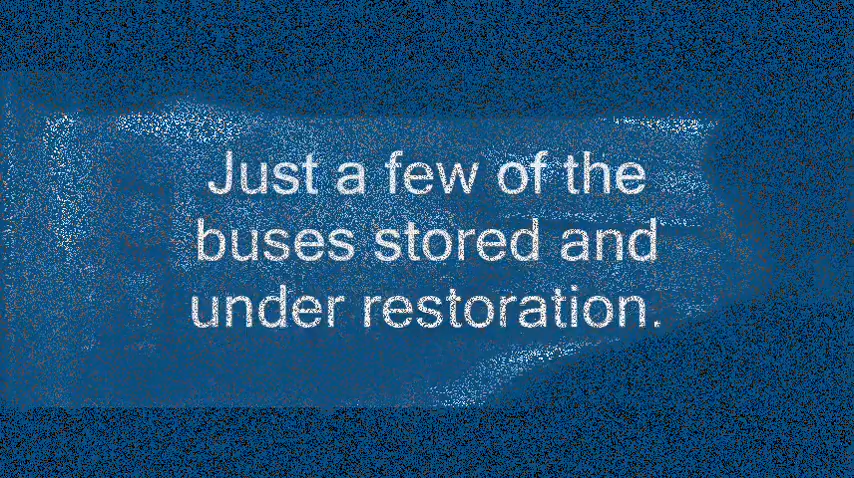 Just a few of the
buses stored and
under restoration.